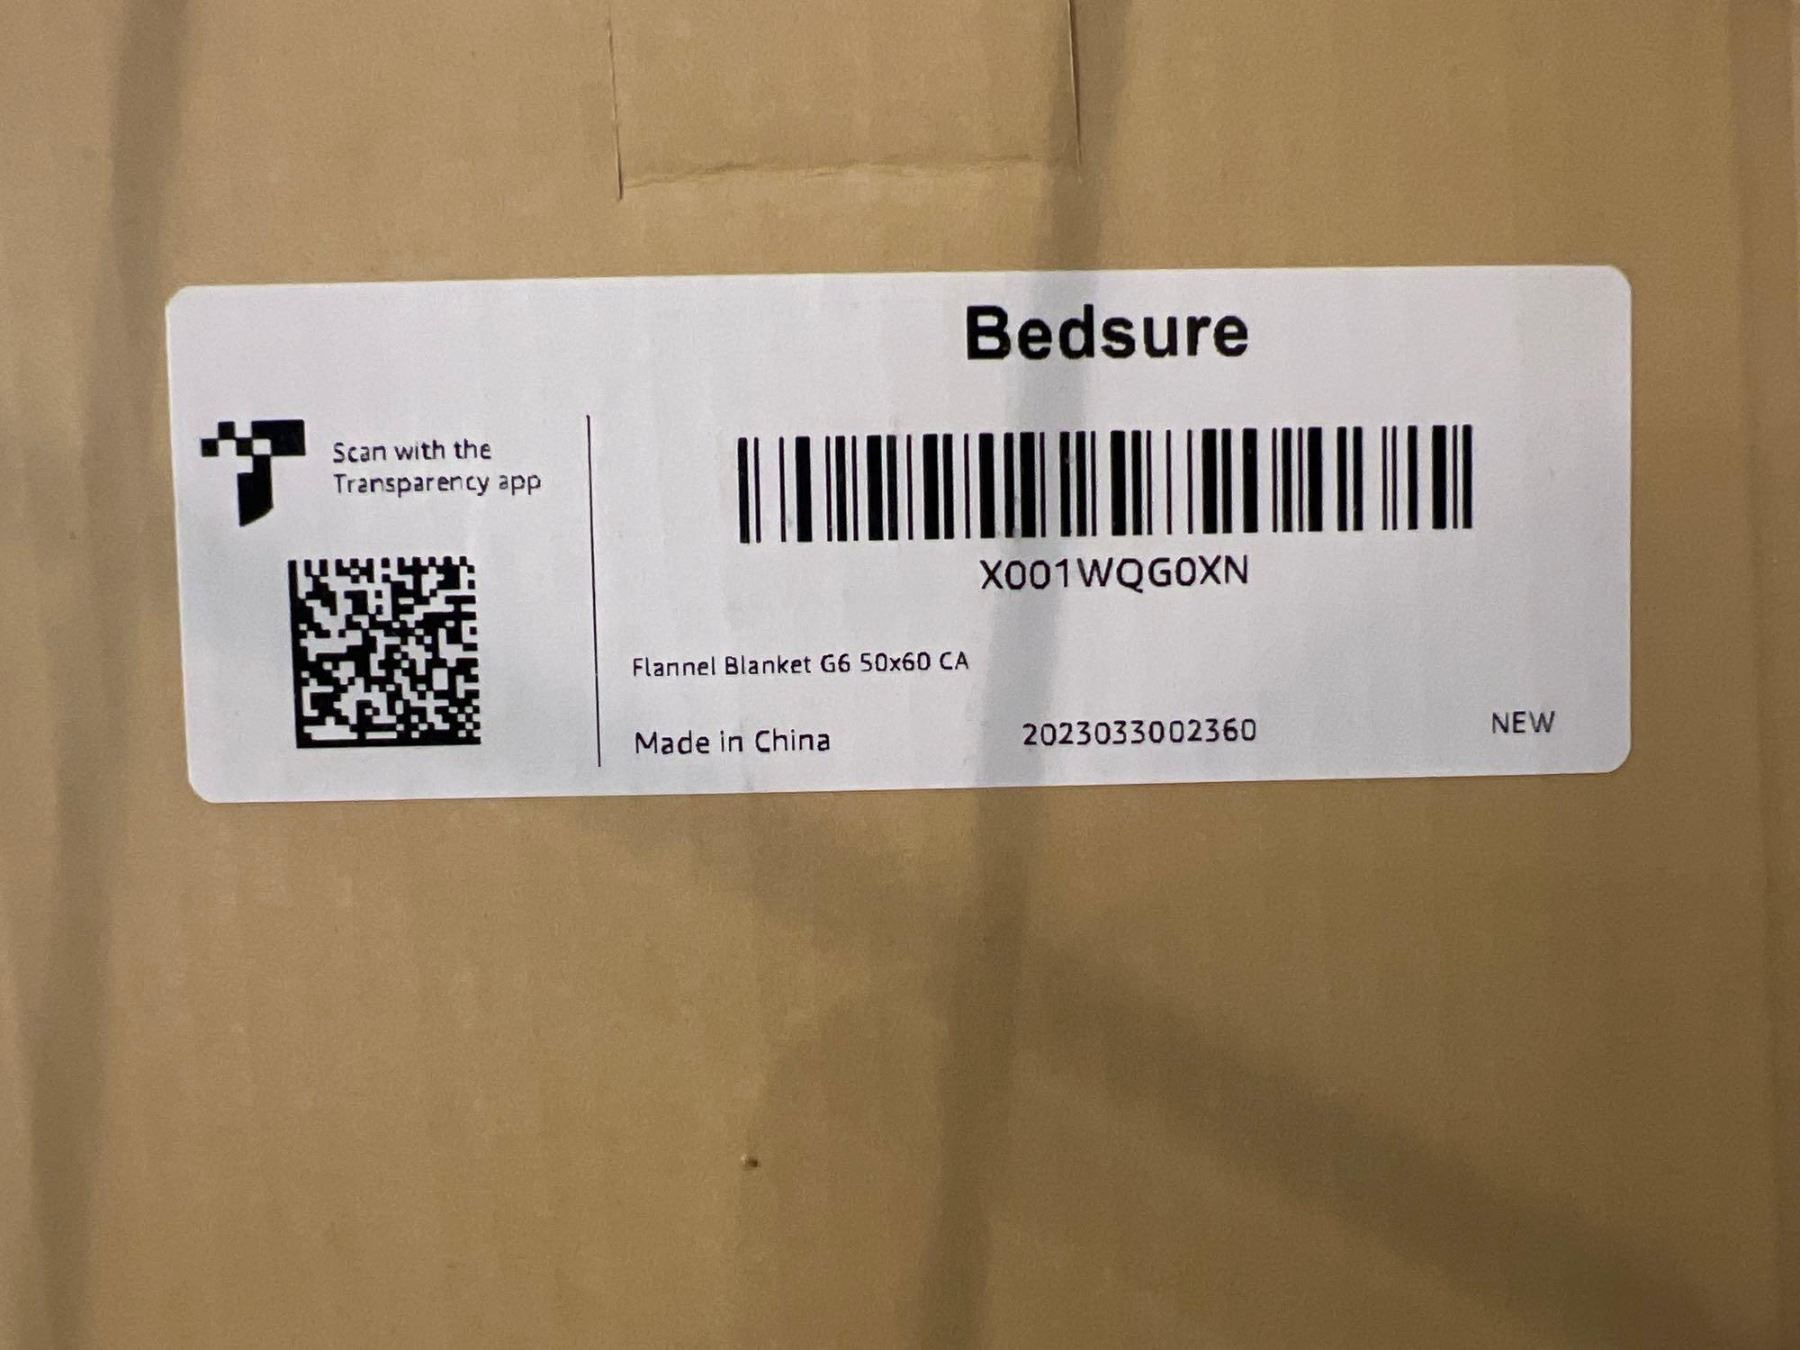 Bedsure
Scan with the
Transparency app
X001WQG0XN
Flannel Blanket G6 50x60 CA
Made in China
2023033002360
NEW